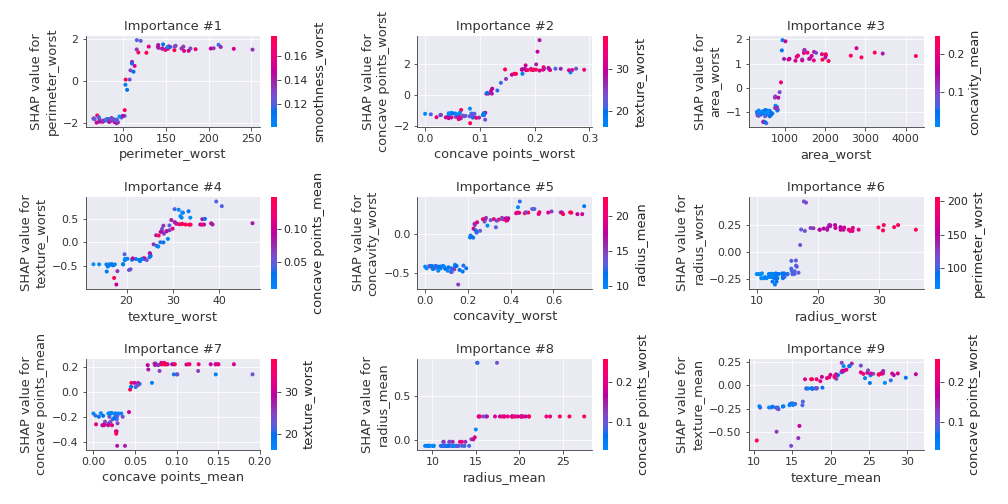 Importance #1
SHAP value for
perimeter_worst
2
0
−2
100
150
200
250
perimeter_worst
0.16
0.14
0.12
smoothness_worst
Importance #2
SHAP value for
concave points_worst
4
2
0
−2
0.0
0.1
0.2
0.3
concave points_worst
30
20
texture_worst
Importance #3
SHAP value for
area_worst
2
1
0
−1
1000
2000
3000
4000
area_worst
0.2
0.1
concavity_mean
Importance #4
SHAP value for
texture_worst
0.5
0.0
−0.5
20
30
40
texture_worst
0.10
0.05
concave points_mean
Importance #5
SHAP value for
concavity_worst
0.0
−0.5
0.0
0.2
0.4
0.6
concavity_worst
20
15
10
radius_mean
Importance #6
SHAP value for
radius_worst
0.50
0.25
0.00
−0.25
10
20
30
radius_worst
200
150
100
perimeter_worst
Importance #7
SHAP value for
concave points_mean
0.2
0.0
−0.2
−0.4
0.00
0.05
0.10
0.15
0.20
concave points_mean
30
20
texture_worst
Importance #8
SHAP value for
radius_mean
0.5
0.0
10
15
20
25
radius_mean
0.2
0.1
concave points_worst
Importance #9
SHAP value for
texture_mean
0.25
0.00
−0.25
−0.50
10
15
20
25
30
texture_mean
0.2
0.1
concave points_worst